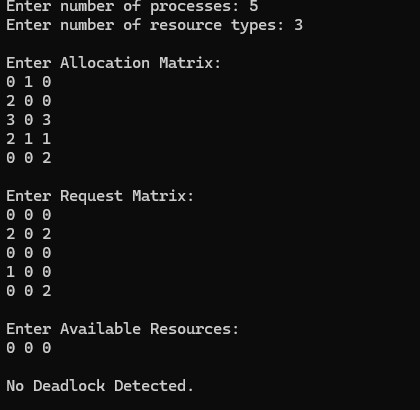 Enter number of processes: 5
Enter number of resource types: 3
Enter Allocation Matrix:
0 1 0
2 0 0
3 0 3
2 1 1
0 0 2
Enter Request Matrix:
0 0 0
2 0 2
0 0 0
1 0 0
0 0 2
Enter Available Resources:
0 0 0
No Deadlock Detected.